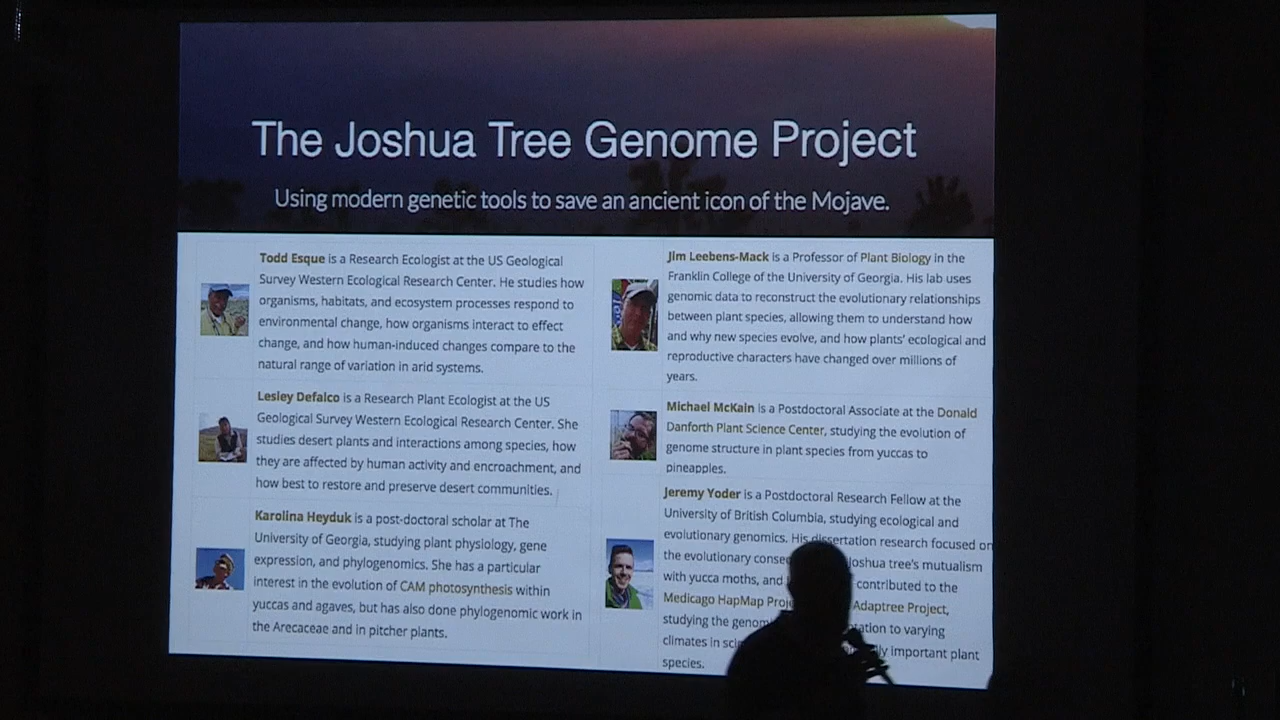 The Joshua Tree Genome Project
Using modern genetic tools to save an ancient icon of the Mojave.
Todd Esque is a Research Ecologist at the US Geological
Survey Western Ecological Research Center. He studies how
organisms, habitats, and ecosystem processes respond to
environmental change, how organisms interact to effect
change, and how human-induced changes compare to the
natural range of variation in arid systems.
Lesley Defalco is a Research Plant Ecologist at the US
Geological Survey Western Ecological Research Center. She
studies desert plants and interactions among species, how
they are affected by human activity and encroachment, and
how best to restore and preserve desert communities.
Karolina Heyduk is a post-doctoral scholar at The
University of Georgia, studying plant physiology, gene
expression, and phylogenomics. She has a particular
interest in the evolution of CAM photosynthesis within
yuccas and agaves, but has also done phylogenomic work in
the Arecaceae and in pitcher plants.
Jim Leebens-Mack is a Professor of Plant Biology in the
Franklin College of the University of Georgia. His lab uses
genomic data to reconstruct the evolutionary relationships
between plant species, allowing them to understand how
and why new species evolve, and how plants' ecological and
reproductive characters have changed over millions of
years.
Michael McKain is a Postdoctoral Associate at the Donald
Danforth Plant Science Center, studying the evolution of
genome structure in plant species from yuccas to
pineapples.
Jeremy Yoder is a Postdoctoral Research Fellow at the
University of British Columbia, studying ecological and
evolutionary genomics. His dissertation research focused on
the evolutionary Joshua tree's mutualism
with yucca moths, and contributed to the
Medicago HapMap Adaptree Project,
studying the to varying
climates in important plant
species.